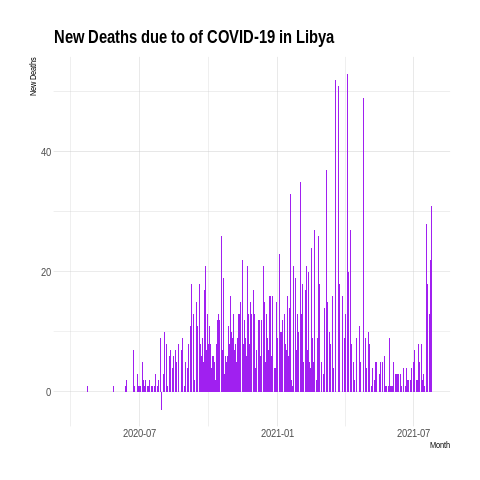 New Deaths due to of COVID-19 in Libya
New Deaths
40
20
0
2020-07
2021-01
2021-07
Month